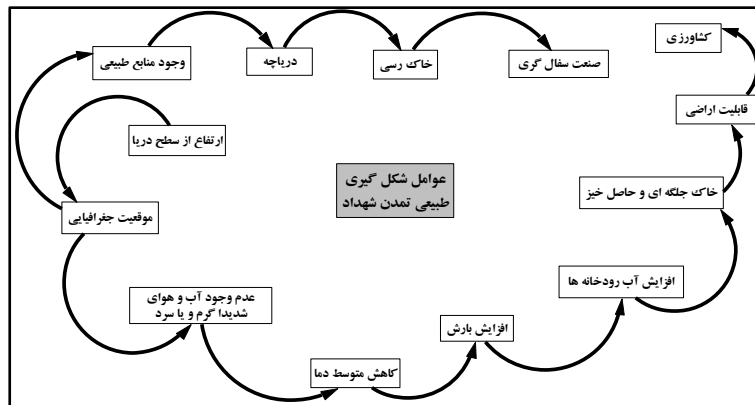 کشاورزی
وجود منابع طبیعی
دریاچه
خاک رسی
صنعت سفال گری
قابلیت اراضی
ارتفاع از سطح دریا
عوامل شکل گیری
طبیعی تمدن شهداد
خاک جلگه ای و حاصل خیز
موقعیت جغرافیایی
افزایش آب رودخانه ها
عدم وجود آب و هوای
شدیدا گرم و یا سرد
افزایش بارش
کاهش متوسط دما